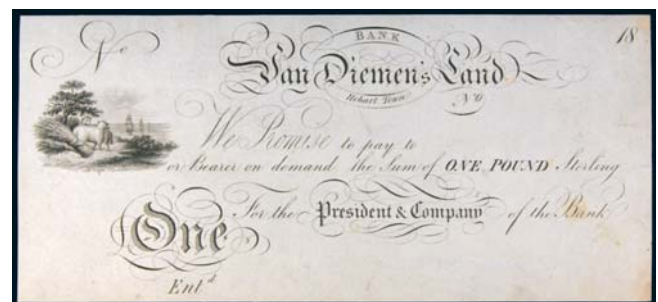 No
BANK
18
Van Diemen's Land
Hobart Town
No
We Promise to pay to
or Bearer on demand the Sum of ONE POUND Sterling
One
For the President & Company of the Bank
Entd